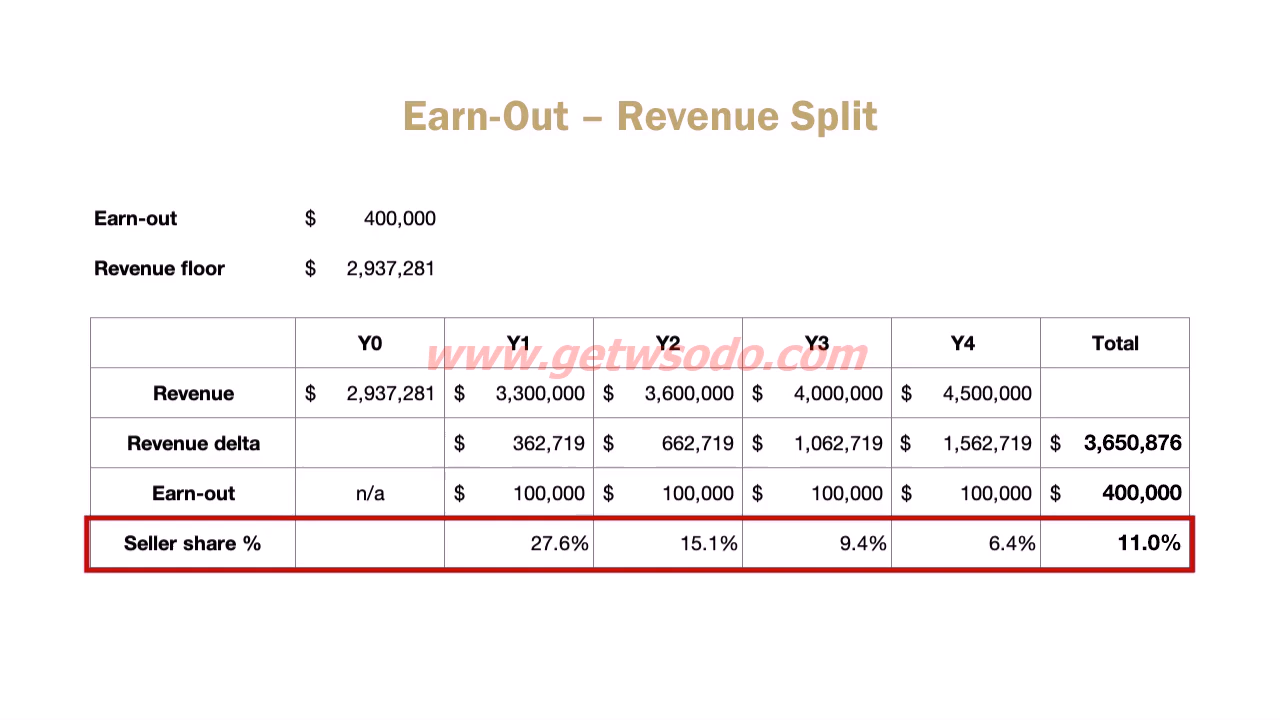 Earn-Out – Revenue Split
Earn-out $ 400,000
Revenue floor $ 2,937,281
Y0 Y1 Y2 Y3 Y4 Total
www.getwsodo.com
Revenue $ 2,937,281 $ 3,300,000 $ 3,600,000 $ 4,000,000 $ 4,500,000
Revenue delta $ 362,719 $ 662,719 $ 1,062,719 $ 1,562,719 $ 3,650,876
Earn-out n/a $ 100,000 $ 100,000 $ 100,000 $ 100,000 $ 400,000
Seller share % 27.6% 15.1% 9.4% 6.4% 11.0%